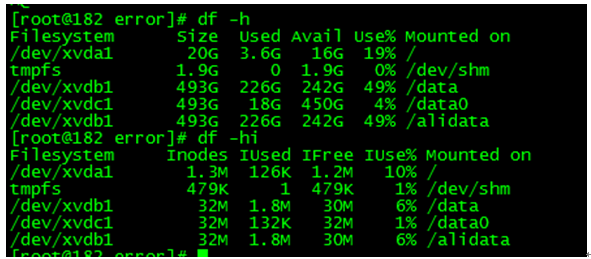 [root@182 error]# df -h
Filesystem Size Used Avail Use% Mounted on
/dev/xvda1 20G 3.6G 16G 19% /
tmpfs 1.9G 0 1.9G 0% /dev/shm
/dev/xvdb1 493G 226G 242G 49% /data
/dev/xvdc1 493G 18G 450G 4% /data0
/dev/xvdb1 493G 226G 242G 49% /alidata
[root@182 error]# df -hi
Filesystem Inodes IUsed IFree IUse% Mounted on
/dev/xvda1 1.3M 126K 1.2M 10% /
tmpfs 479K 1 479K 1% /dev/shm
/dev/xvdb1 32M 1.8M 30M 6% /data
/dev/xvdc1 32M 132K 32M 1% /data0
/dev/xvdb1 32M 1.8M 30M 6% /alidata
[root@182 error]#